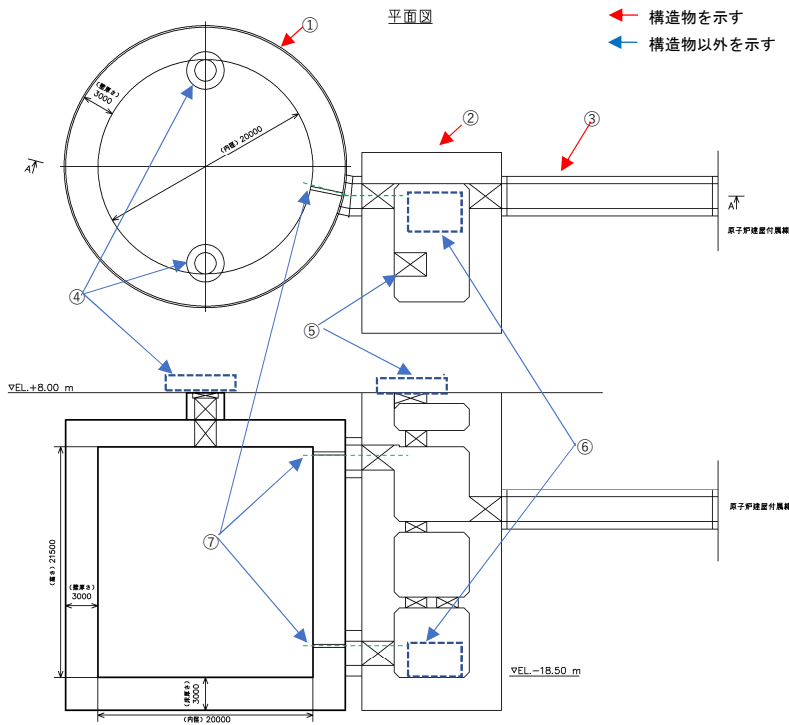 平面図
構造物を示す
構造物以外を示す
①
②
③
(壁厚さ)
3000
(内径) 20000
A
A
原子炉建屋付属棟
④
⑤
▽EL.+8.00 m
⑥
原子炉建屋付属棟
⑦
(高さ) 21500
(壁厚さ)
3000
▽EL.-18.50 m
(床厚さ)
3000
(内径) 20000